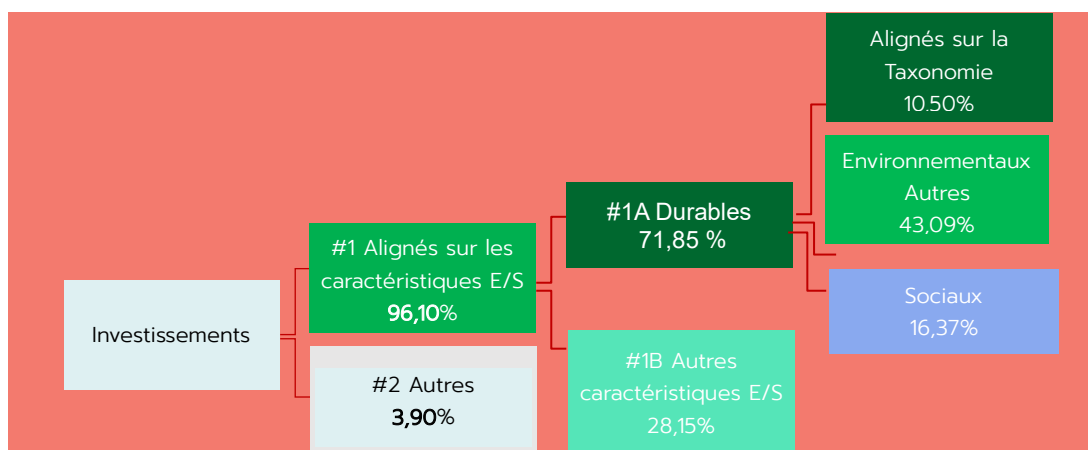 Investissements
#1 Alignés sur les
caractéristiques E/S
96,10%
#2 Autres
3,90%
#1A Durables
71,85 %
#1B Autres
caractéristiques E/S
28,15%
Alignés sur la
Taxonomie
10.50%
Environnementaux
Autres
43,09%
Sociaux
16,37%